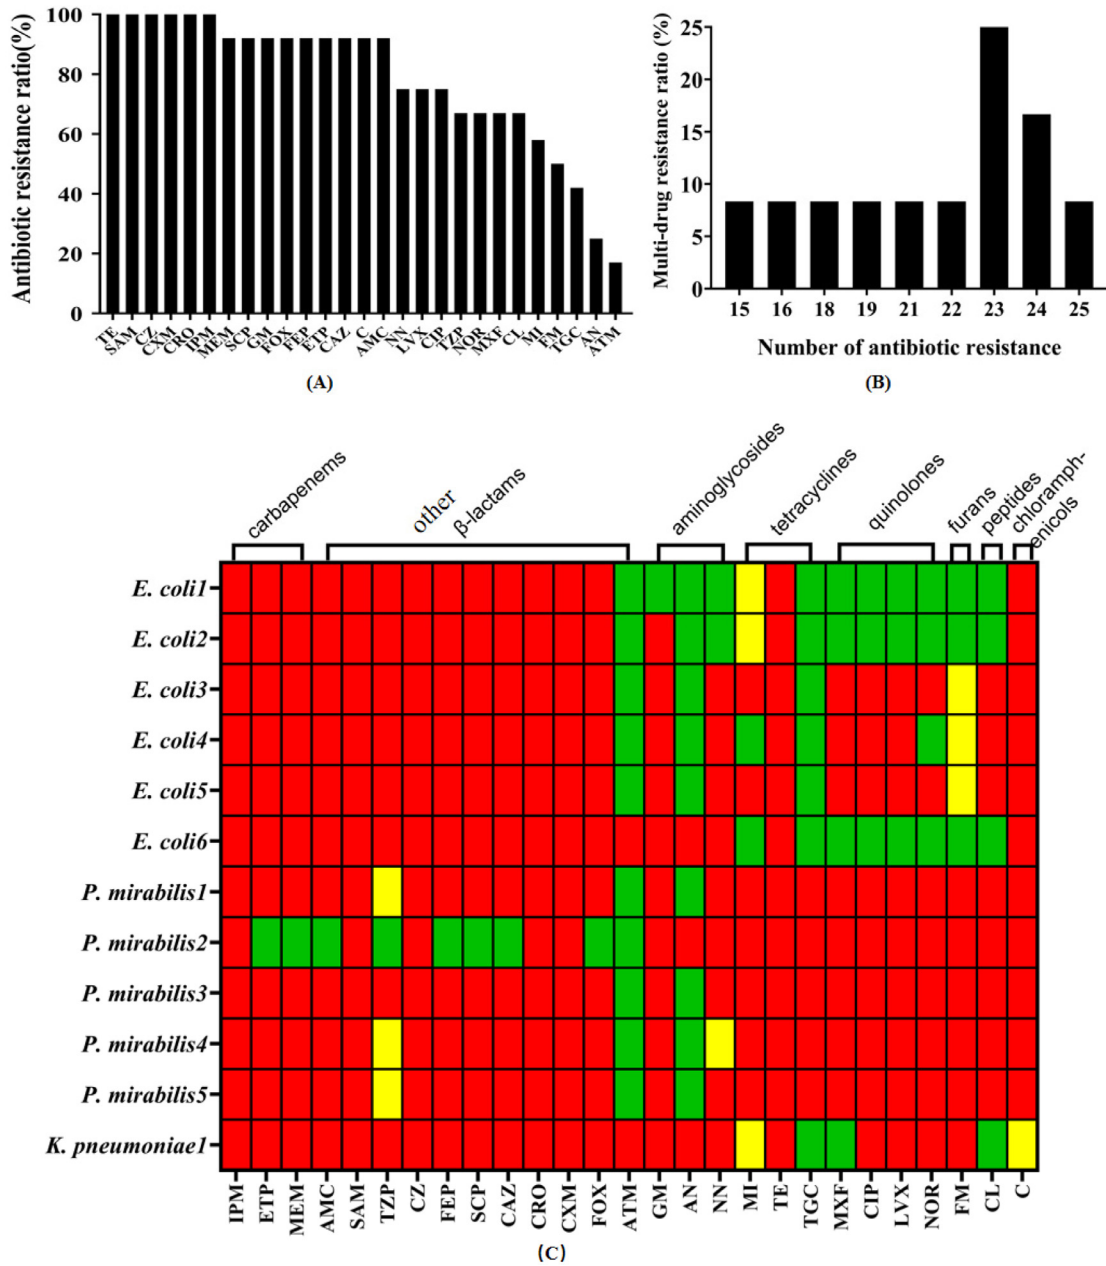 Antibiotic resistance ratio(%)
100
80
60
40
20
0
TE SAM CZ CXM CRO IPM MEM SCP GM FOX FEP ETP CAZ C AMC NN LVX CIP TZP NOR MXF CL MI FM TGC AN ATM
(A)
Multi-drug resistance ratio (%)
25
20
15
10
5
0
15 16 18 19 21 22 23 24 25
Number of antibiotic resistance
(B)
carbapenems
other
β-lactams
aminoglycosides
tetracyclines
quinolones
furans
peptides
chloramph-
enicols
E. coli1
E. coli2
E. coli3
E. coli4
E. coli5
E. coli6
P. mirabilis1
P. mirabilis2
P. mirabilis3
P. mirabilis4
P. mirabilis5
K. pneumoniae1
IPM ETP MEM AMC SAM TZP CZ FEP SCP CAZ CRO CXM FOX ATM GM AN NN MI TE TGC MXF CIP LVX NOR FM CL C
(C)